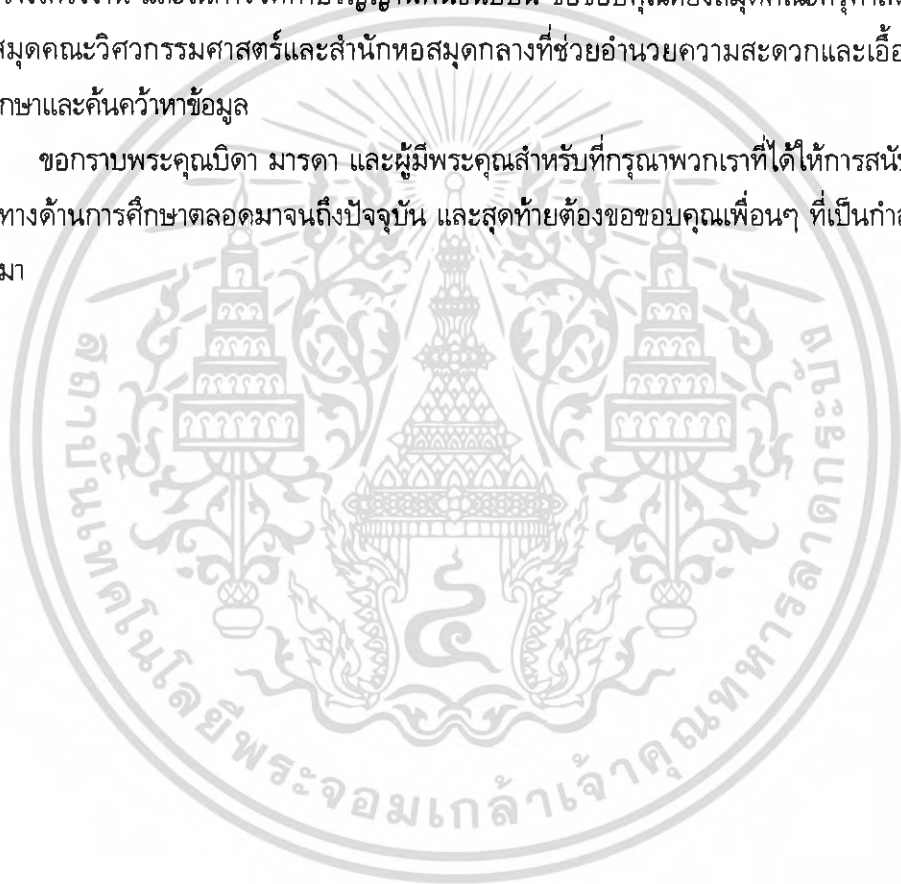 สมุดคณะวิศวกรรมศาสตร์และสำนักหอสมุดกลางที่ช่วยอำนวยความสะดวกและเอื้อ
กษาและค้นคว้าหาข้อมูล
ขอกราบพระคุณบิดา มารดา และผู้มีพระคุณสำหรับที่กรุณาพวกเราที่ได้ให้การสนับ
ทางด้านการศึกษาตลอดมาจนถึงปัจจุบัน และสุดท้ายต้องขอขอบคุณเพื่อนๆ ที่เป็นกำล
มา
สถาบันเทคโนโลยีพระจอมเกล้าเจ้าคุณทหารลาดกระบัง
๔